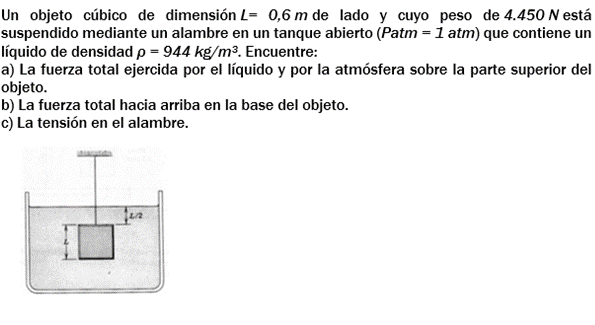 Un objeto cúbico de dimensión L= 0,6 m de lado y cuyo peso de 4.450 N está
suspendido mediante un alambre en un tanque abierto (Patm = 1 atm) que contiene un
líquido de densidad ρ = 944 kg/m³. Encuentre:
a) La fuerza total ejercida por el líquido y por la atmósfera sobre la parte superior del
objeto.
b) La fuerza total hacia arriba en la base del objeto.
c) La tensión en el alambre.
L/2
L